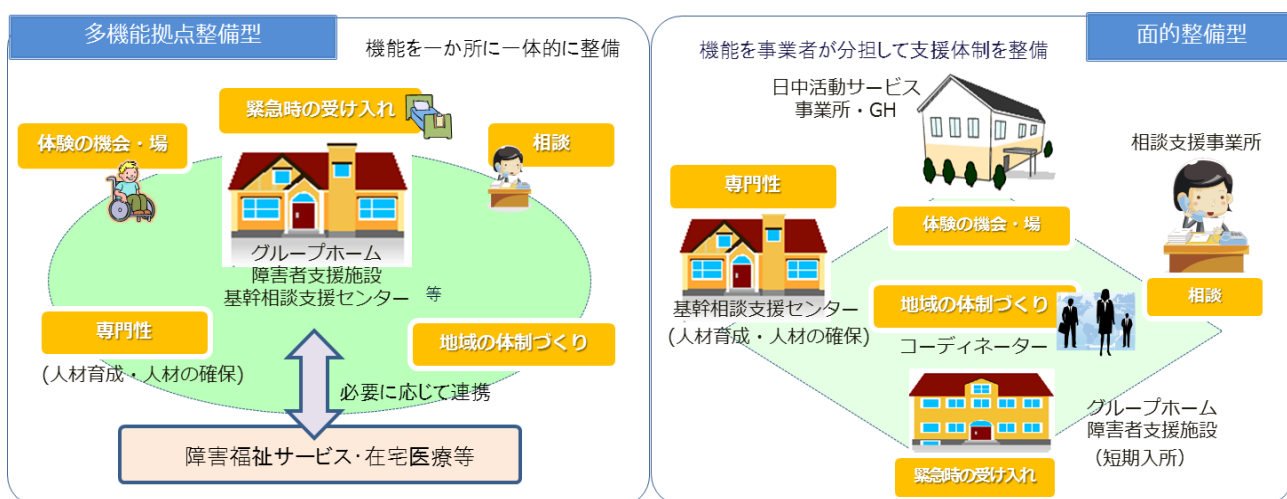 多機能拠点整備型
機能を一か所に一体的に整備
緊急時の受け入れ
体験の機会・場
相談
グループホーム
障害者支援施設
基幹相談支援センター 等
専門性
(人材育成・人材の確保)
地域の体制づくり
必要に応じて連携
障害福祉サービス・在宅医療等
面的整備型
機能を事業者が分担して支援体制を整備
日中活動サービス
事業所・GH
相談支援事業所
専門性
体験の機会・場
基幹相談支援センター
(人材育成・人材の確保)
地域の体制づくり
相談
コーディネーター
グループホーム
障害者支援施設
（短期入所）
緊急時の受け入れ